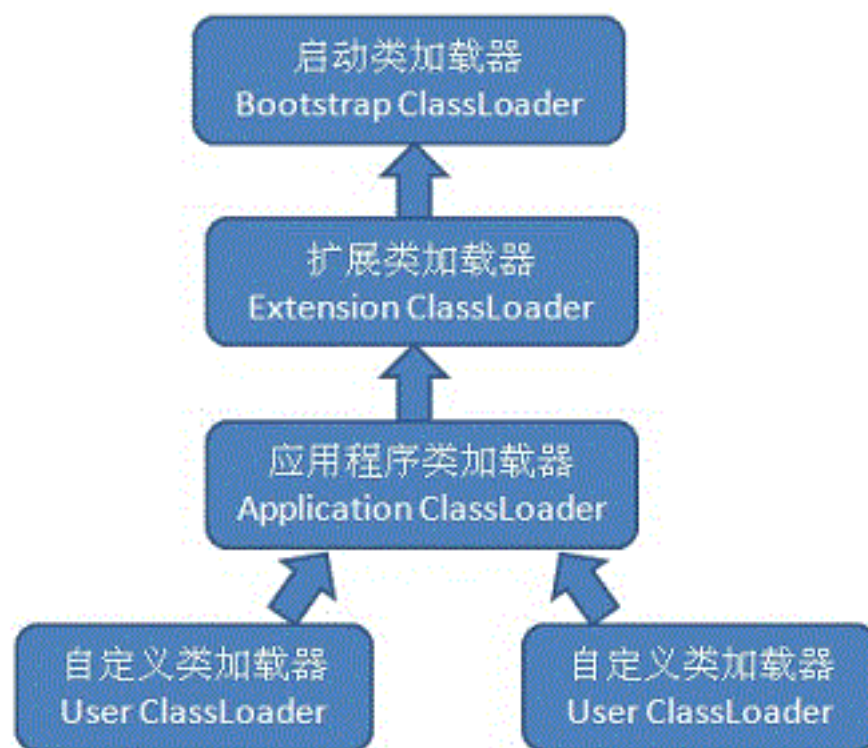 启动类加载器
Bootstrap ClassLoader
扩展类加载器
Extension ClassLoader
应用程序类加载器
Application ClassLoader
自定义类加载器
User ClassLoader
自定义类加载器
User ClassLoader